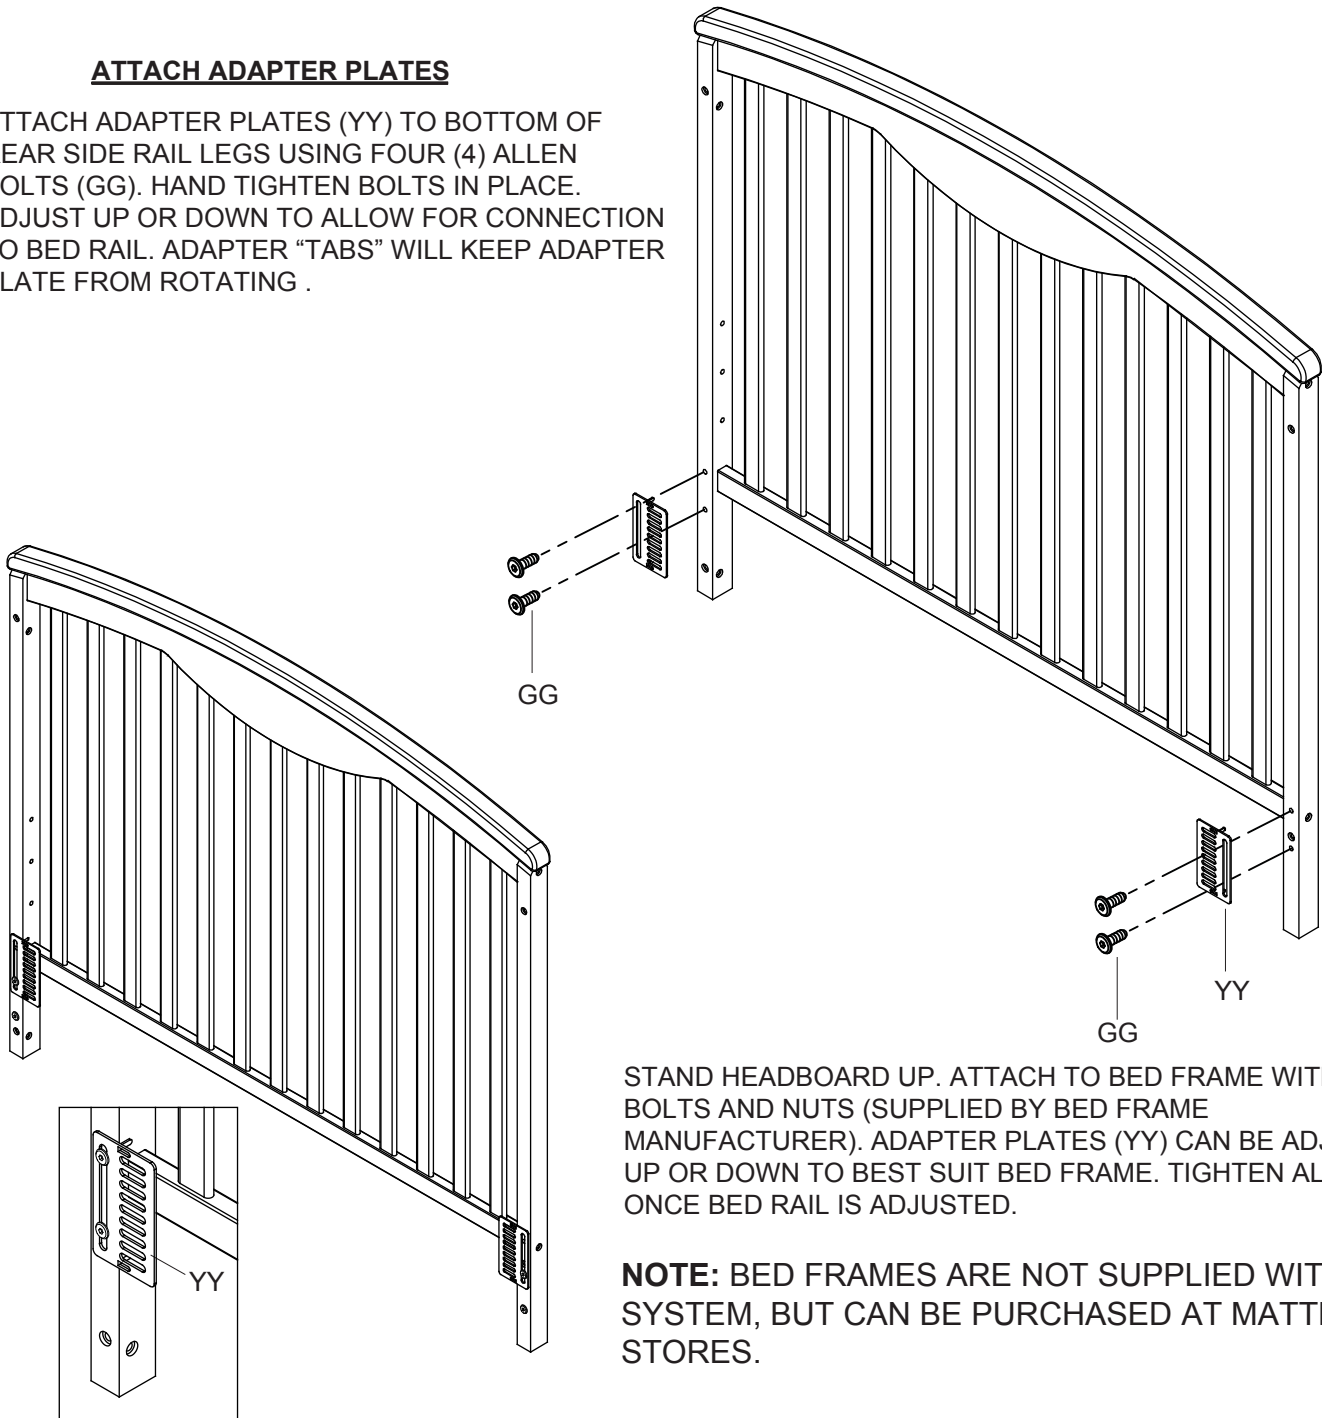 ATTACH ADAPTER PLATES
TTACH ADAPTER PLATES (YY) TO BOTTOM OF
EAR SIDE RAIL LEGS USING FOUR (4) ALLEN
OLTS (GG). HAND TIGHTEN BOLTS IN PLACE.
DJUST UP OR DOWN TO ALLOW FOR CONNECTION
O BED RAIL. ADAPTER “TABS” WILL KEEP ADAPTER
LATE FROM ROTATING .
GG
YY
GG
YY
STAND HEADBOARD UP. ATTACH TO BED FRAME WIT
BOLTS AND NUTS (SUPPLIED BY BED FRAME
MANUFACTURER). ADAPTER PLATES (YY) CAN BE ADJ
UP OR DOWN TO BEST SUIT BED FRAME. TIGHTEN AL
ONCE BED RAIL IS ADJUSTED.
NOTE: BED FRAMES ARE NOT SUPPLIED WIT
SYSTEM, BUT CAN BE PURCHASED AT MATT
STORES.